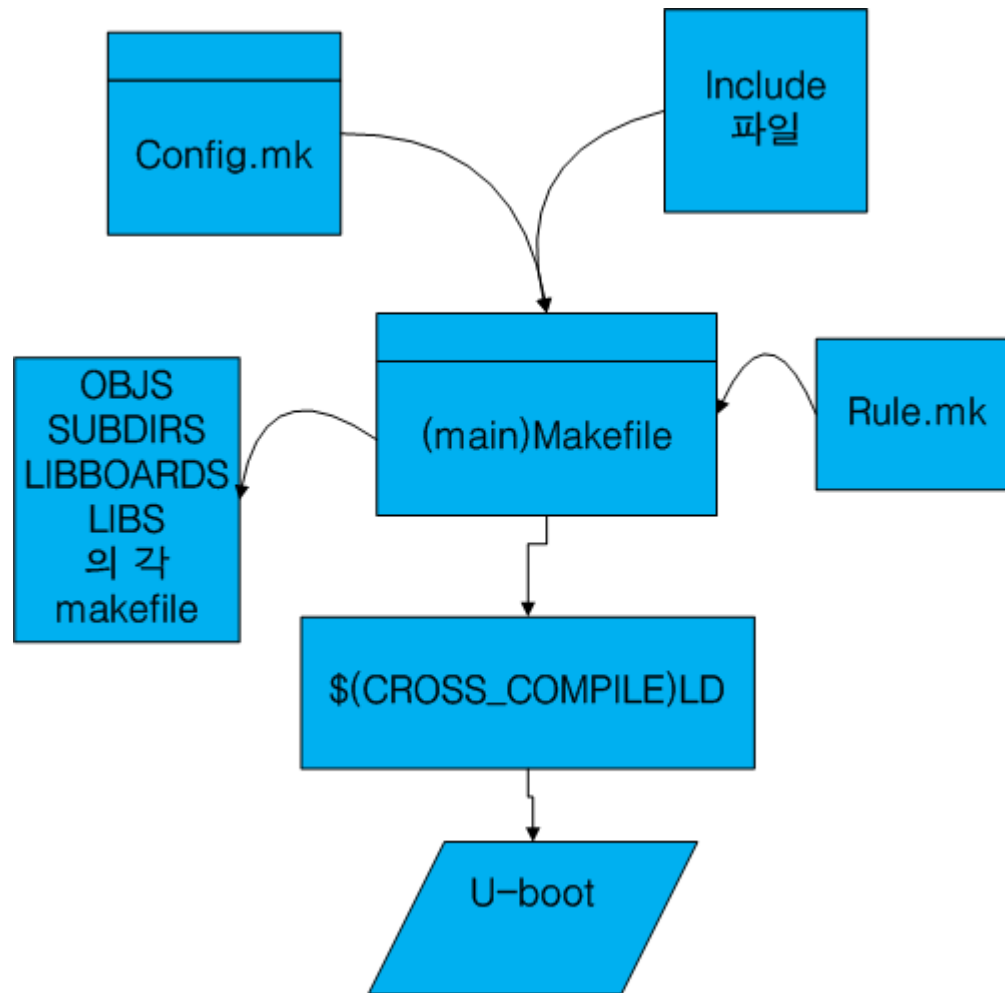 Config.mk
Include
파일
OBJS
SUBDIRS
LIBBOARDS
LIBS
의 각
makefile
(main)Makefile
Rule.mk
$(CROSS_COMPILE)LD
U-boot